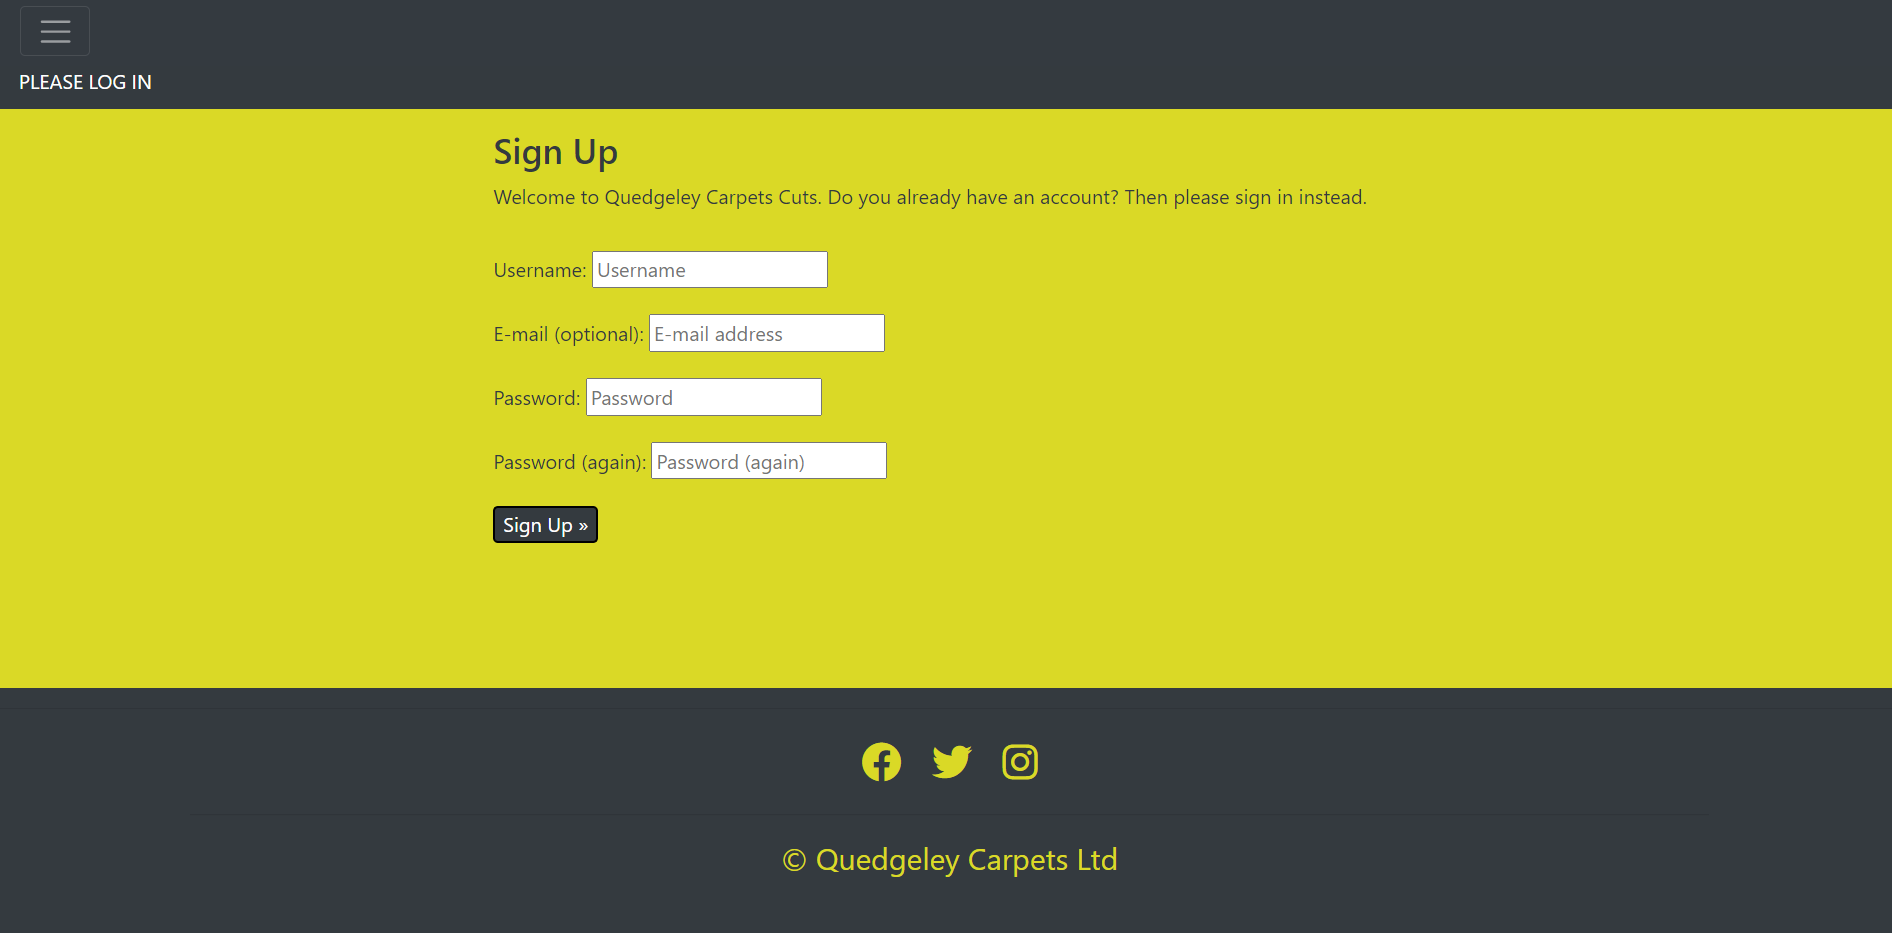 PLEASE LOG IN
Sign Up
Welcome to Quedgeley Carpets Cuts. Do you already have an account? Then please sign in instead.
Username: Username
E-mail (optional): E-mail address
Password: Password
Password (again): Password (again)
Sign Up »
© Quedgeley Carpets Ltd